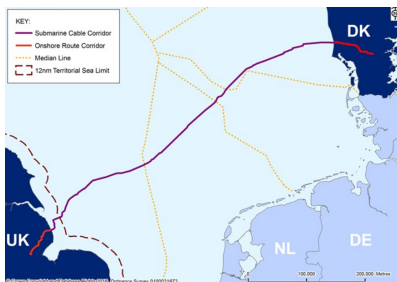 KEY:
Submarine Cable Corridor
Onshore Route Corridor
Median Line
12nm Territorial Sea Limit
DK
UK
NL
DE
0 100,000 200,000 Metres